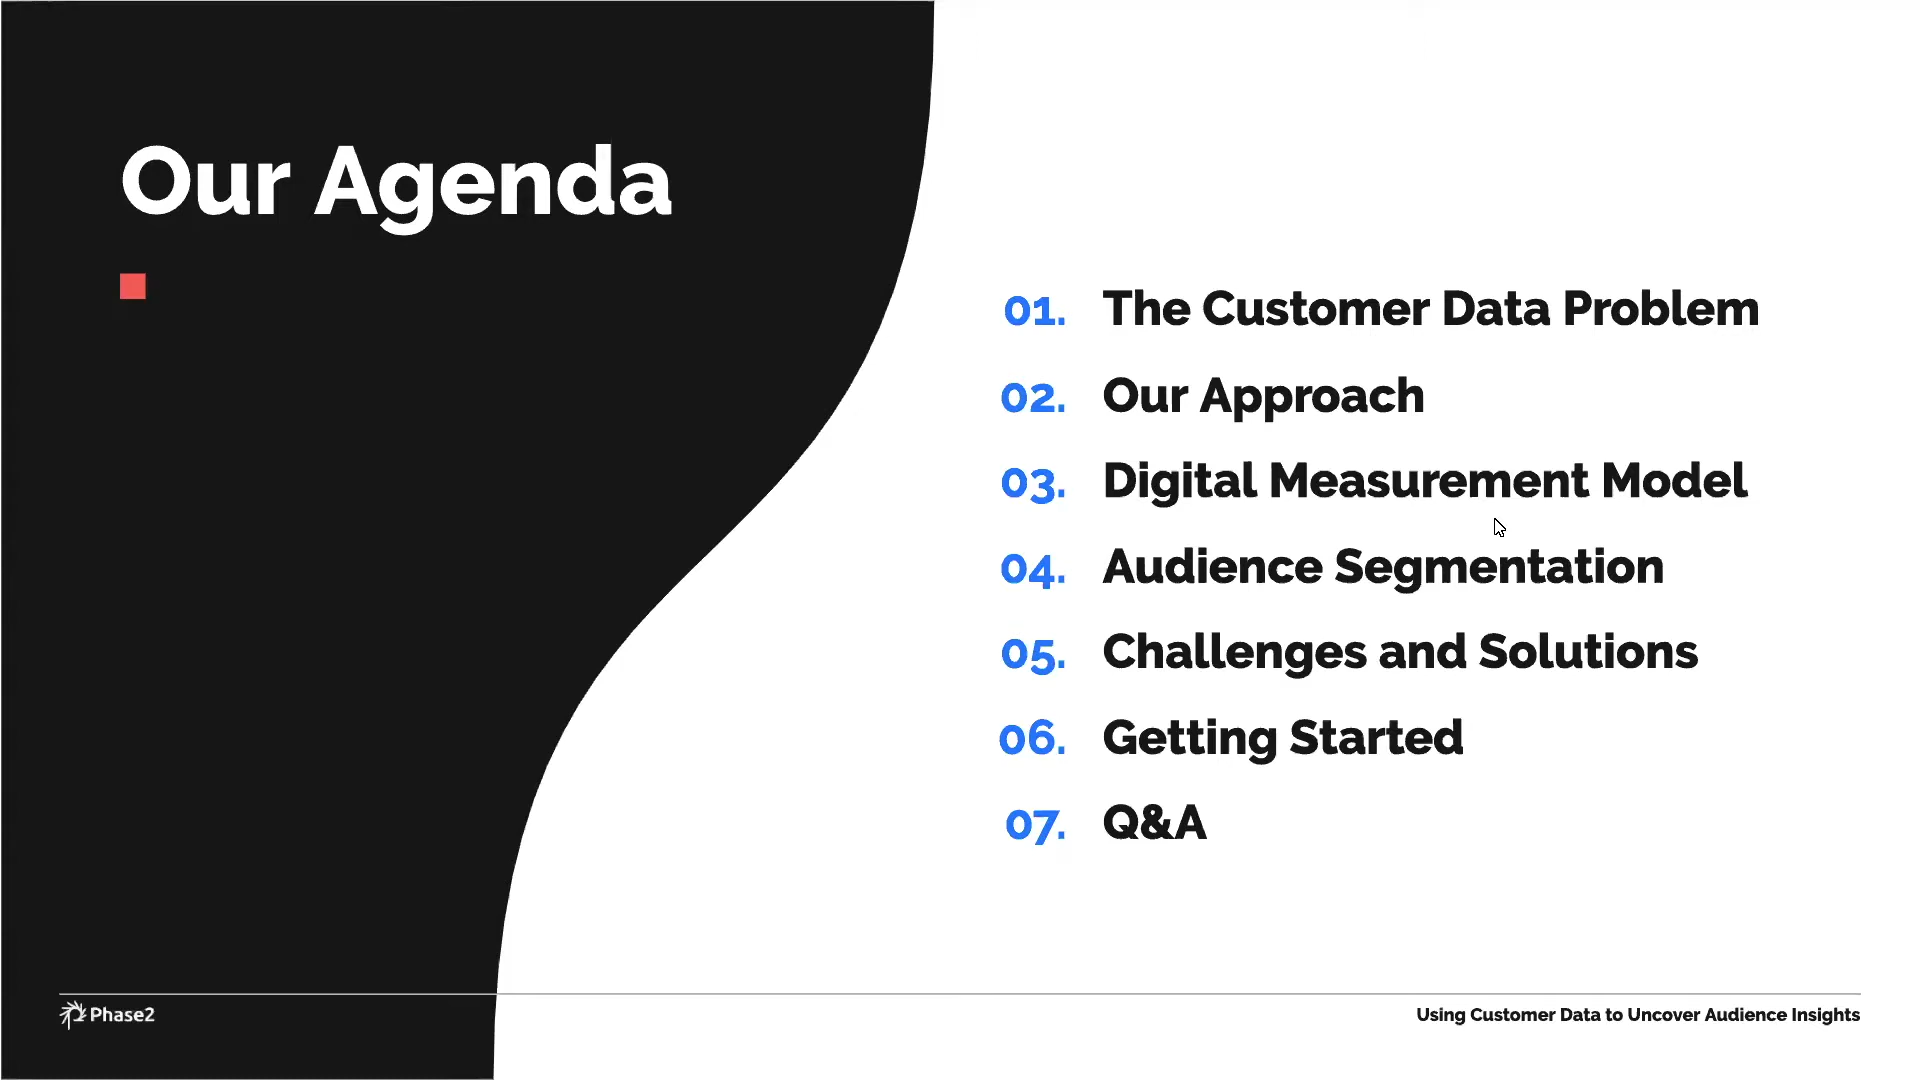 Our Agenda
01. The Customer Data Problem
02. Our Approach
03. Digital Measurement Model
04. Audience Segmentation
05. Challenges and Solutions
06. Getting Started
07. Q&A
Phase2
Using Customer Data to Uncover Audience Insights